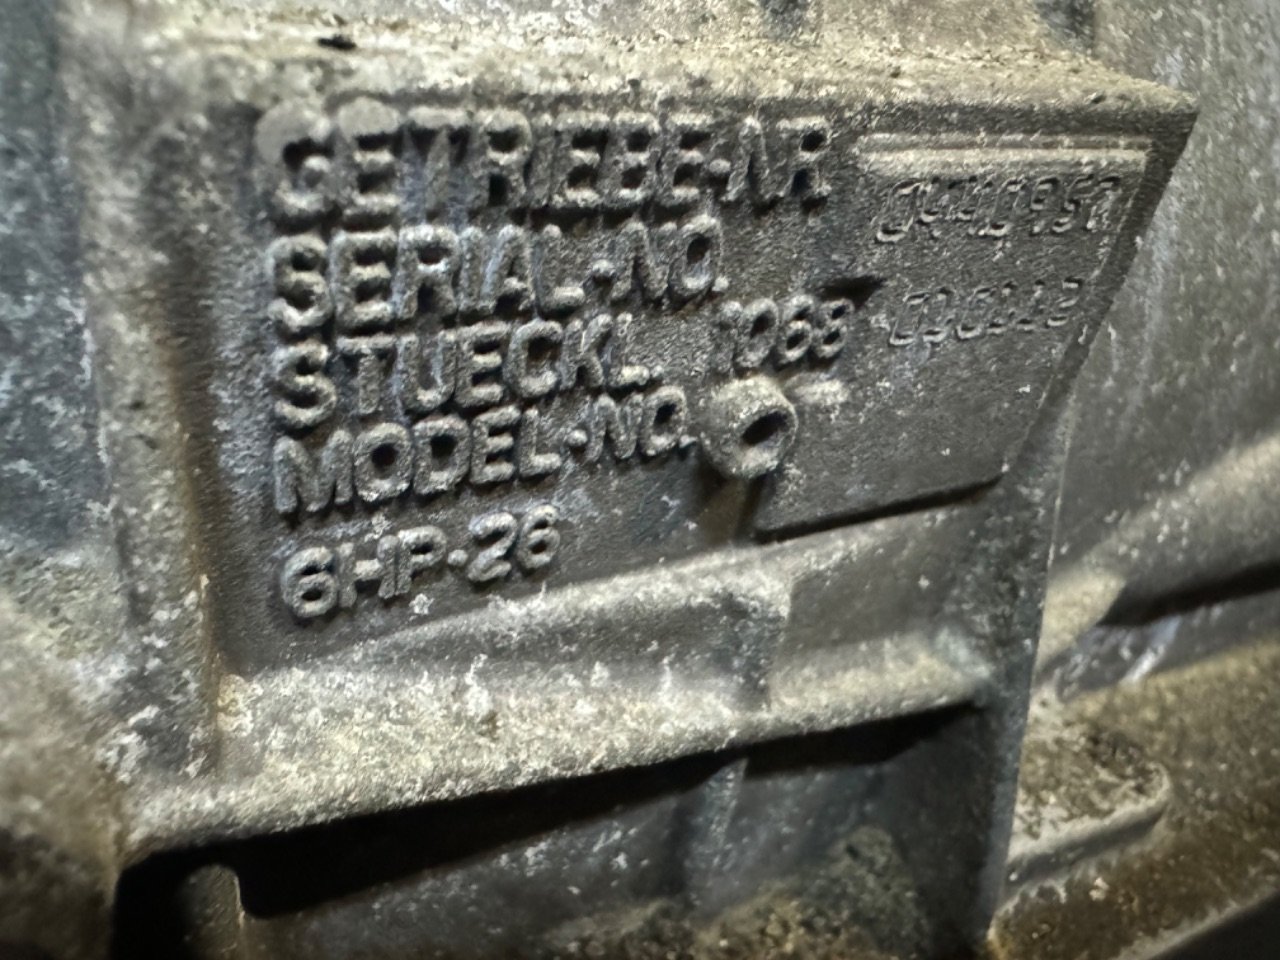 GETRIEBE-NR
SERIAL-NO.
STUECKL. 1068
MODEL-NO.
6HP-26